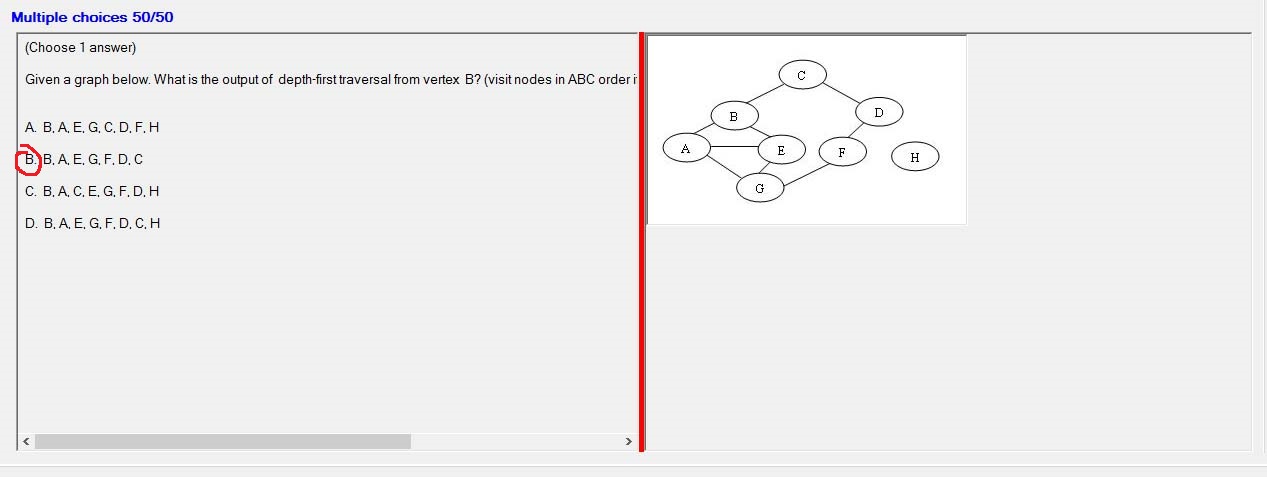 Multiple choices 50/50
(Choose 1 answer)
Given a graph below. What is the output of depth-first traversal from vertex B? (visit nodes in ABC order i
A. B, A, E, G, C, D, F, H
B. B, A, E, G, F, D, C
C. B, A, C, E, G, F, D, H
D. B, A, E, G, F, D, C, H
C
B
D
A
E
F
H
G